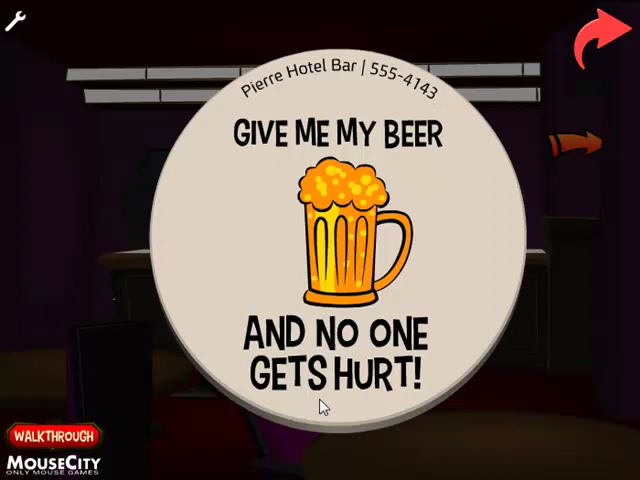 Pierre Hotel Bar | 555-4143
GIVE ME MY BEER
AND NO ONE
GETS HURT!
WALKTHROUGH
MOUSECITY
ONLY MOUSE GAMES